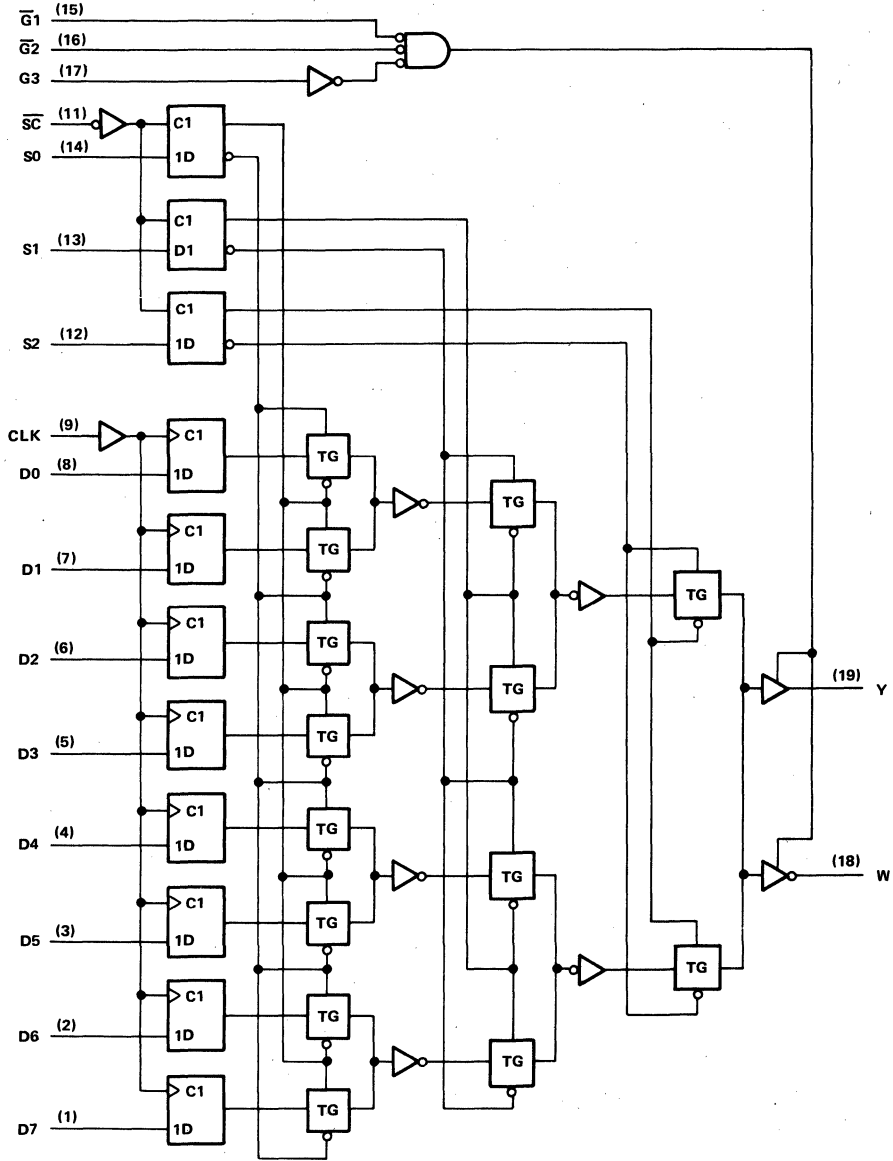 G̅1 (15)
G̅2 (16)
G3 (17)
S̅C̅ (11) C1
S0 (14) 1D
C1
S1 (13) D1
C1
S2 (12) 1D
CLK (9) C1
D0 (8) 1D
TG
TG
C1
D1 (7) 1D
TG
TG
C1
D2 (6) 1D
TG
C1
D3 (5) 1D
TG
TG
C1
D4 (4) 1D
TG
TG
C1
D5 (3) 1D
TG
C1
D6 (2) 1D
TG
TG
C1
D7 (1) 1D
TG
TG
(19) Y
(18) W